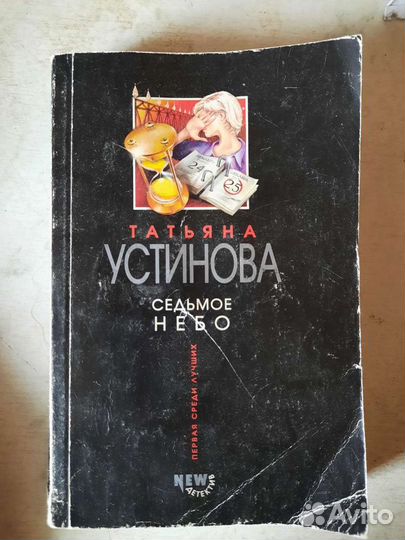 24
25
ТАТЬЯНА
УСТИНОВА
СЕДЬМОЕ
НЕБО
ПЕРВАЯ СРЕДИ ЛУЧШИХ
NEW
ДЕТЕКТИВ
Avito